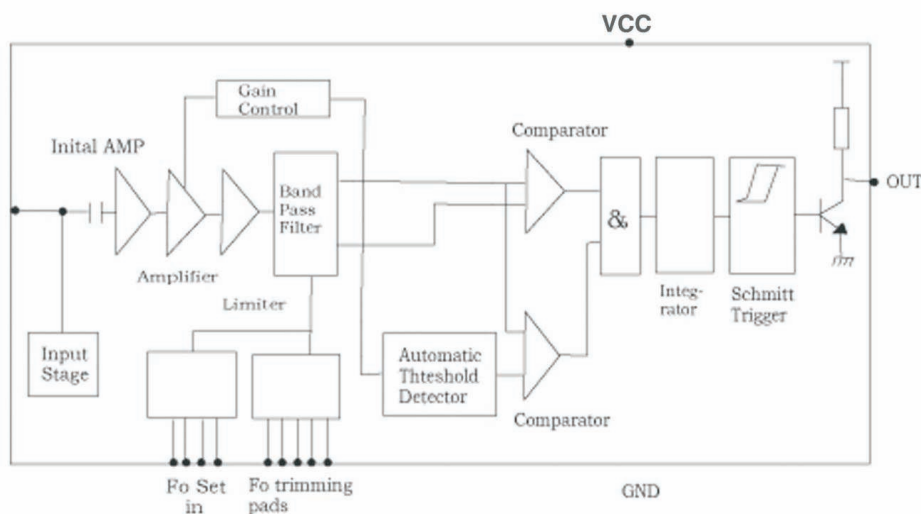 VCC
Gain
Control
Inital AMP
Comparator
OUT
Band
Pass
Filter
&
Amplifier
Limiter
Integ-
rator
Schmitt
Trigger
Input
Stage
Automatic
Thteshold
Detector
Comparator
Fo Set
in
Fo trimming
pads
GND